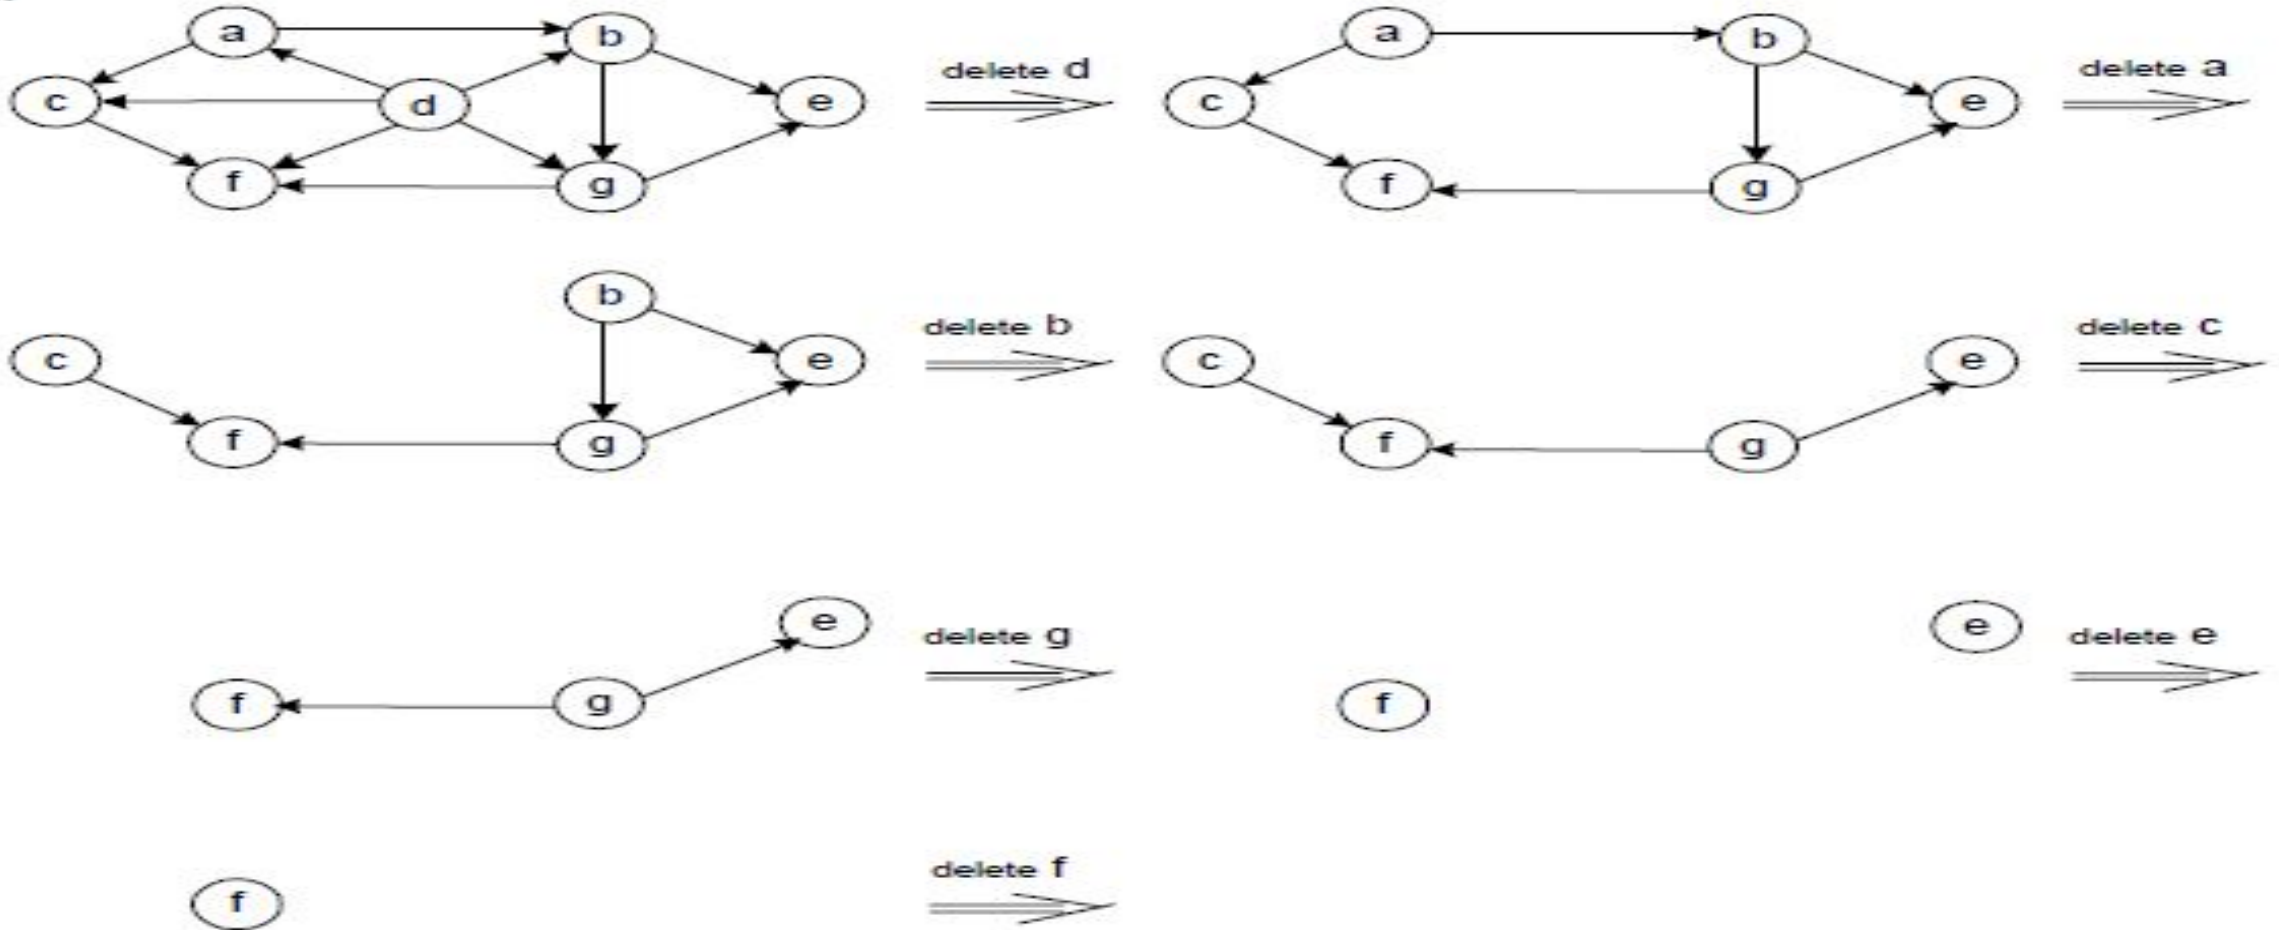 a b a b
delete d delete a
c d e c e
f g f g
b b
delete b delete c
c e c e
f g f g
e e
delete g delete e
f g f
delete f
f